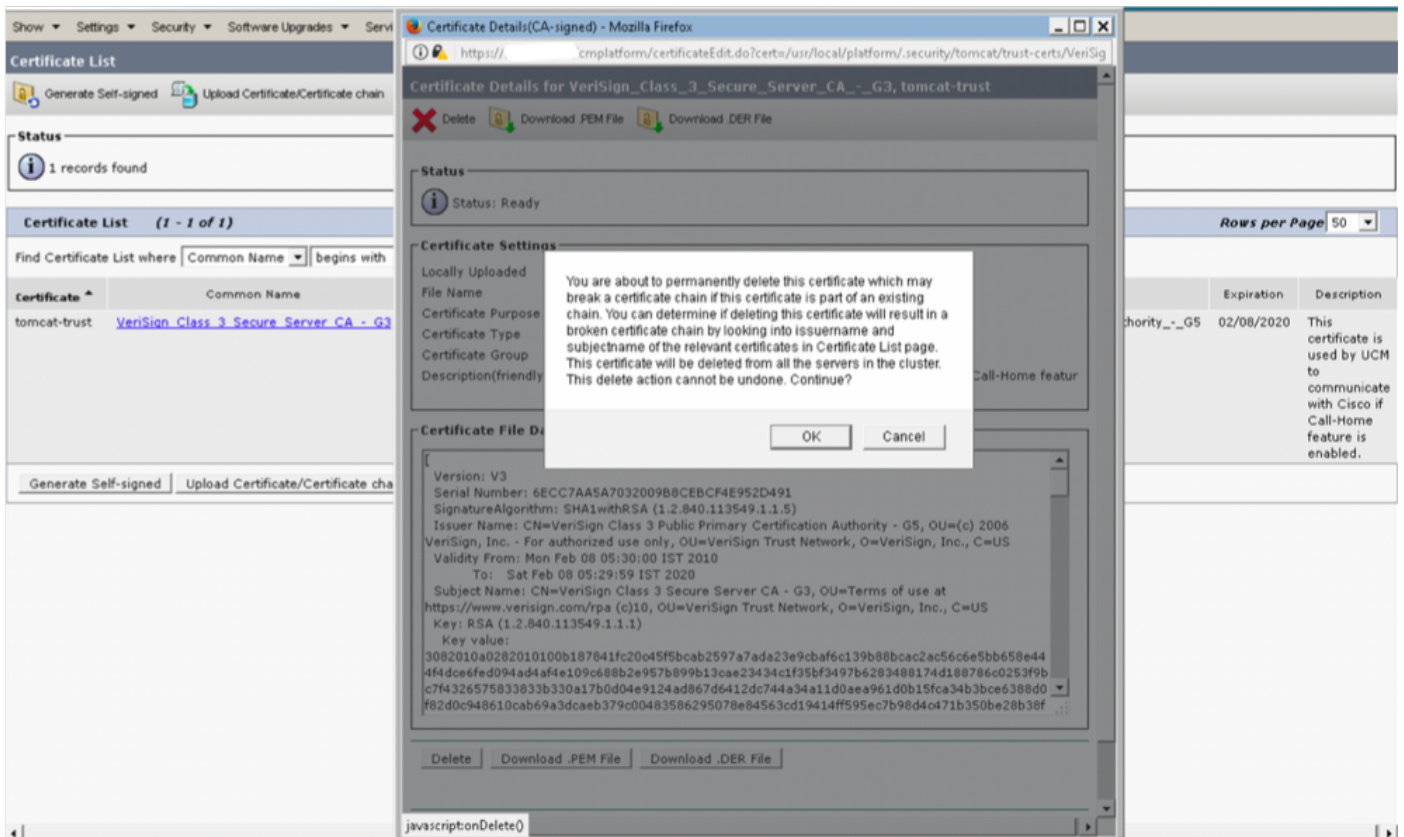 Show Settings Security Software Upgrades Servi
Certificate List
Generate Self-signed Upload Certificate/Certificate chain
Status
1 records found
Certificate List (1 - 1 of 1)
Rows per Page 50
Find Certificate List where Common Name begins with
Certificate Common Name
Expiration Description
tomcat-trust VeriSign Class 3 Secure Server CA - G3
thority_-_G5 02/08/2020 This
certificate is
used by UCM
to
communicate
with Cisco if
Call-Home
feature is
enabled.
Generate Self-signed Upload Certificate/Certificate cha
Certificate Details(CA-signed) - Mozilla Firefox
https:// cmplatform/certificateEdit.do?cert=/usr/local/platform/.security/tomcat/trust-certs/VeriSig
Certificate Details for VeriSign_Class_3_Secure_Server_CA_-_G3, tomcat-trust
Delete Download .PEM File Download .DER File
Status
Status: Ready
Certificate Settings
Locally Uploaded
File Name
Certificate Purpose
Certificate Type
Certificate Group
Description(friendly Call-Home featur
You are about to permanently delete this certificate which may
break a certificate chain if this certificate is part of an existing
chain. You can determine if deleting this certificate will result in a
broken certificate chain by looking into issuername and
subjectname of the relevant certificates in Certificate List page.
This certificate will be deleted from all the servers in the cluster.
This delete action cannot be undone. Continue?
OK Cancel
Certificate File Da
[
Version: V3
Serial Number: 6ECC7AA5A7032009B8CEBCF4E952D491
SignatureAlgorithm: SHA1withRSA (1.2.840.113549.1.1.5)
Issuer Name: CN=VeriSign Class 3 Public Primary Certification Authority - G5, OU=(c) 2006
VeriSign, Inc. - For authorized use only, OU=VeriSign Trust Network, O=VeriSign, Inc., C=US
Validity From: Mon Feb 08 05:30:00 IST 2010
To: Sat Feb 08 05:29:59 IST 2020
Subject Name: CN=VeriSign Class 3 Secure Server CA - G3, OU=Terms of use at
https://www.verisign.com/rpa (c)10, OU=VeriSign Trust Network, O=VeriSign, Inc., C=US
Key: RSA (1.2.840.113549.1.1.1)
Key value:
3082010a0282010100b187841fc20c45f5bcab2597a7ada23e9cbaf6c139b88bcac2ac56c6e5bb658e44
4f4dce6fed094ad4af4e109c688b2e957b899b13cae23434c1f35bf3497b6283488174d188786c0253f9b
c7f4326575833833b330a17b0d04e9124ad867d6412dc744a34a11d0aea961d0b15fca34b3bce6388d0
f82d0c948610cab69a3dcaeb379c00483586295078e84563cd19414ff595ec7b98d4c471b350be28b38f
Delete Download .PEM File Download .DER File
javascript:onDelete()